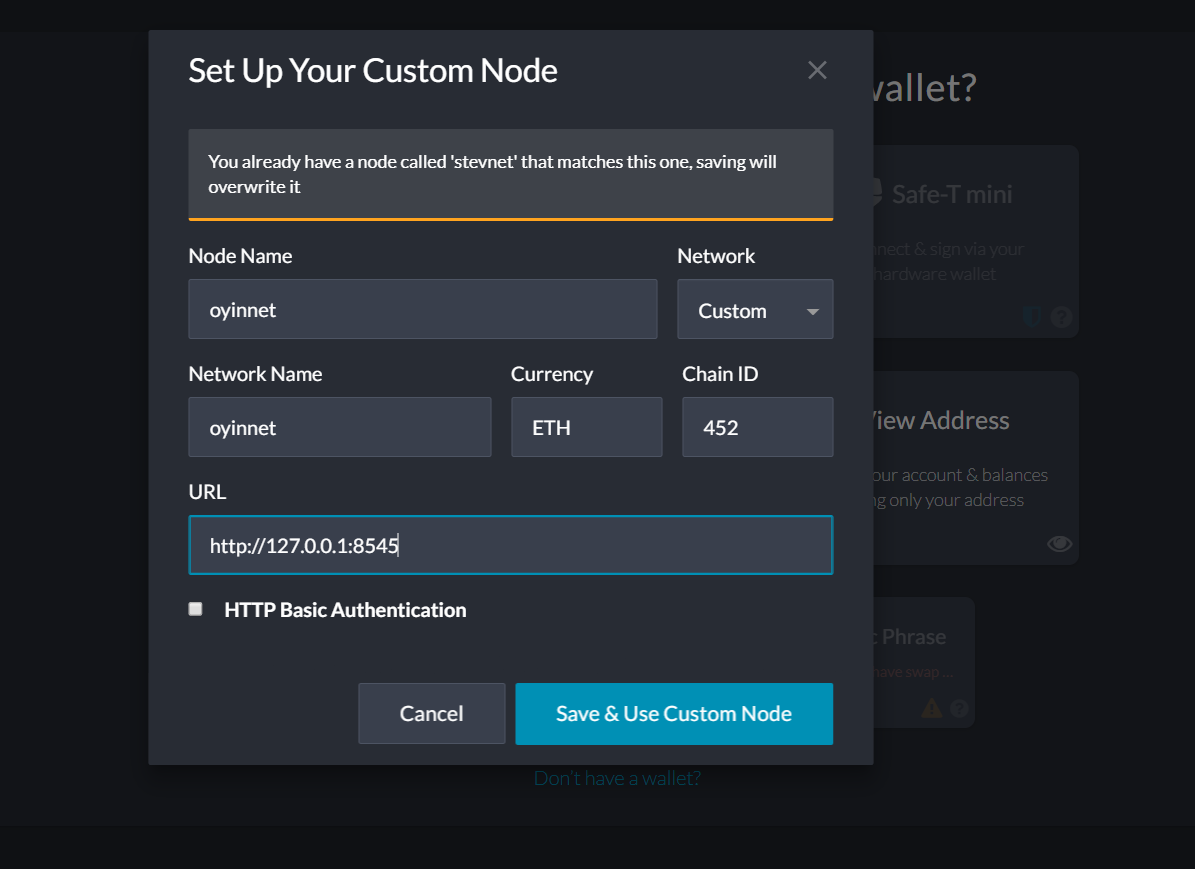 Set Up Your Custom Node
wallet?
You already have a node called 'stevnet' that matches this one, saving will
overwrite it
Safe-T mini
& sign via your
hardware wallet
Node Name
Network
oyinnet
Custom
Network Name
Currency
Chain ID
oyinnet
ETH
452
View Address
account & balances
only your address
URL
http://127.0.0.1:8545
HTTP Basic Authentication
Phrase
have swap ...
Cancel
Save & Use Custom Node
Don't have a wallet?